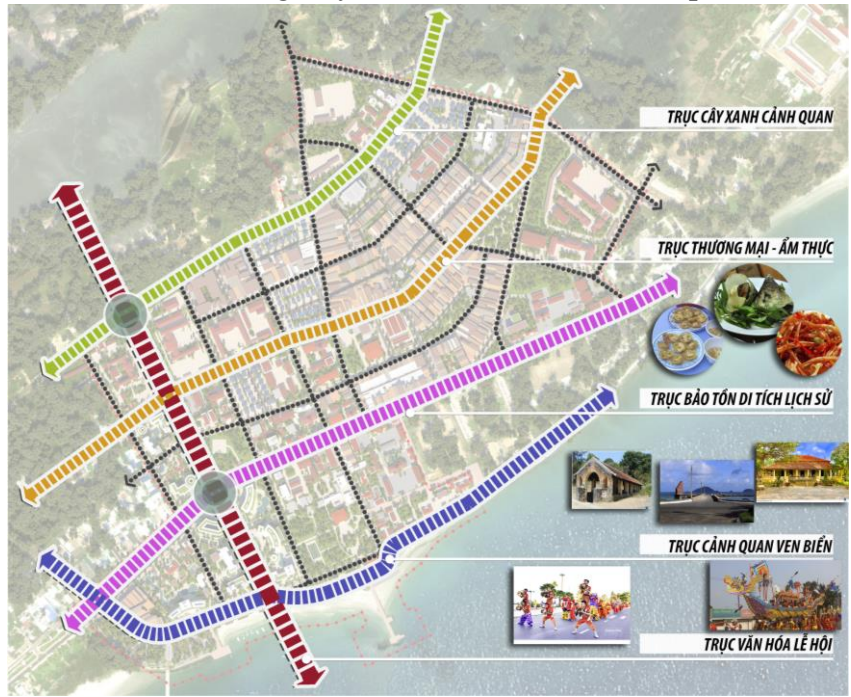 TRỤC CÂY XANH CẢNH QUAN
TRỤC THƯƠNG MẠI - ẨM THỰC
TRỤC BẢO TỒN DI TÍCH LỊCH SỬ
TRỤC CẢNH QUAN VEN BIỂN
TRỤC VĂN HÓA LỄ HỘI